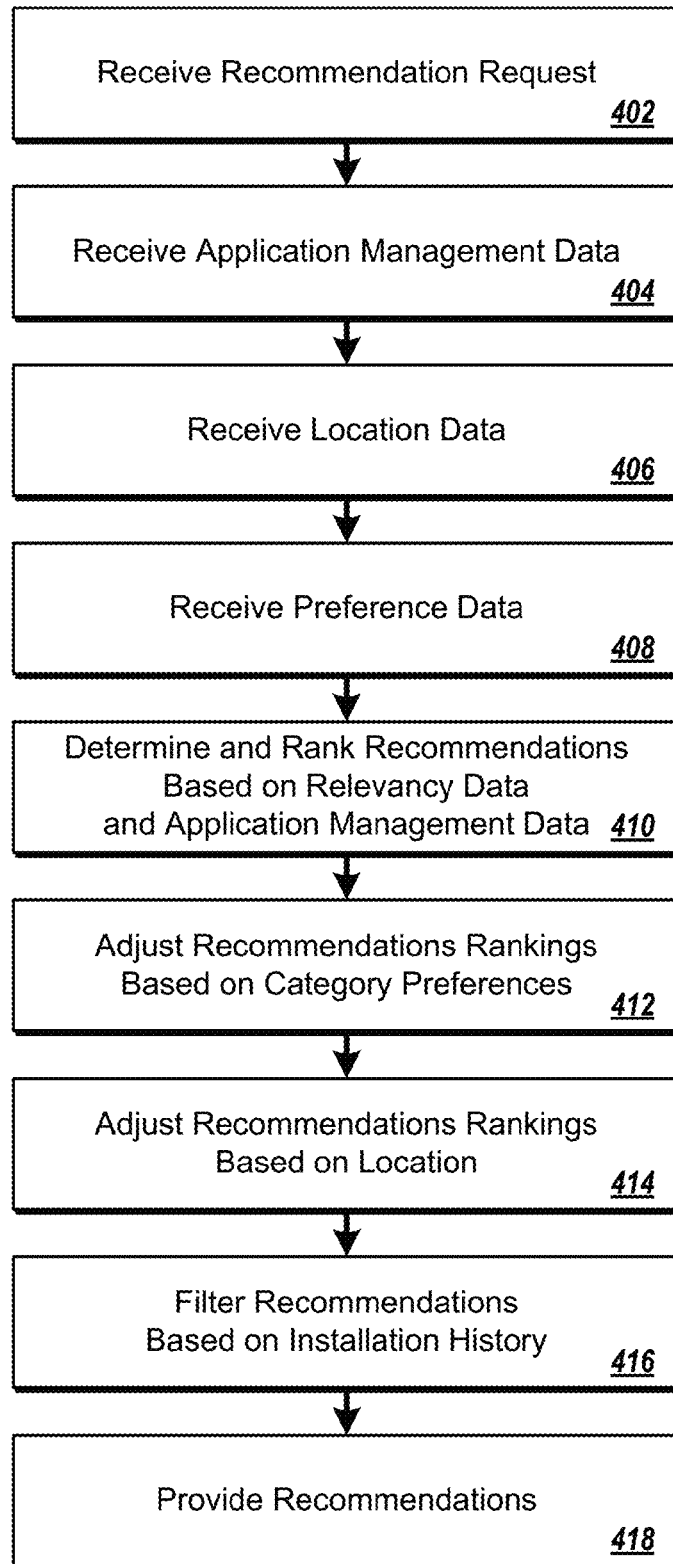 Receive Recommendation Request
402
Receive Application Management Data
404
Receive Location Data
406
Receive Preference Data
408
Determine and Rank Recommendations
Based on Relevancy Data
and Application Management Data 410
Adjust Recommendations Rankings
Based on Category Preferences
412
Adjust Recommendations Rankings
Based on Location
414
Filter Recommendations
Based on Installation History
416
Provide Recommendations
418